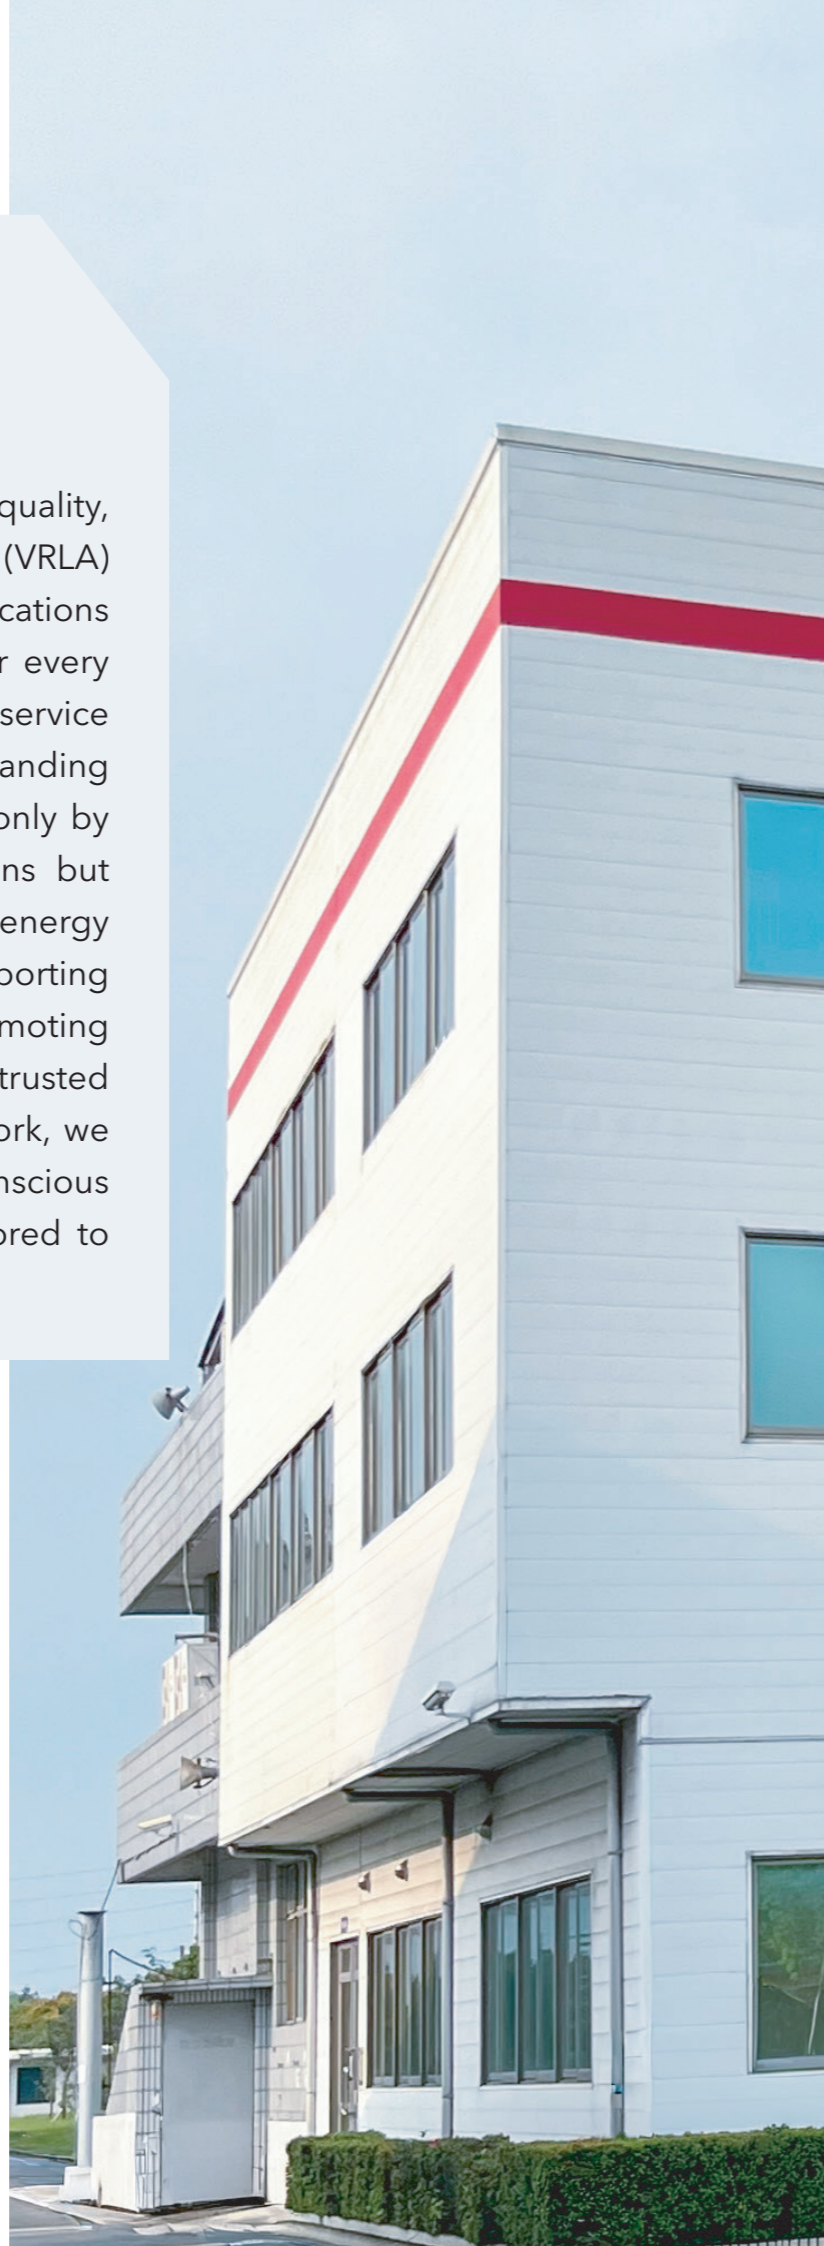 quality,
(VRLA)
cations
r every
service
anding
only by
ns but
energy
porting
moting
trusted
ork, we
nscious
ored to